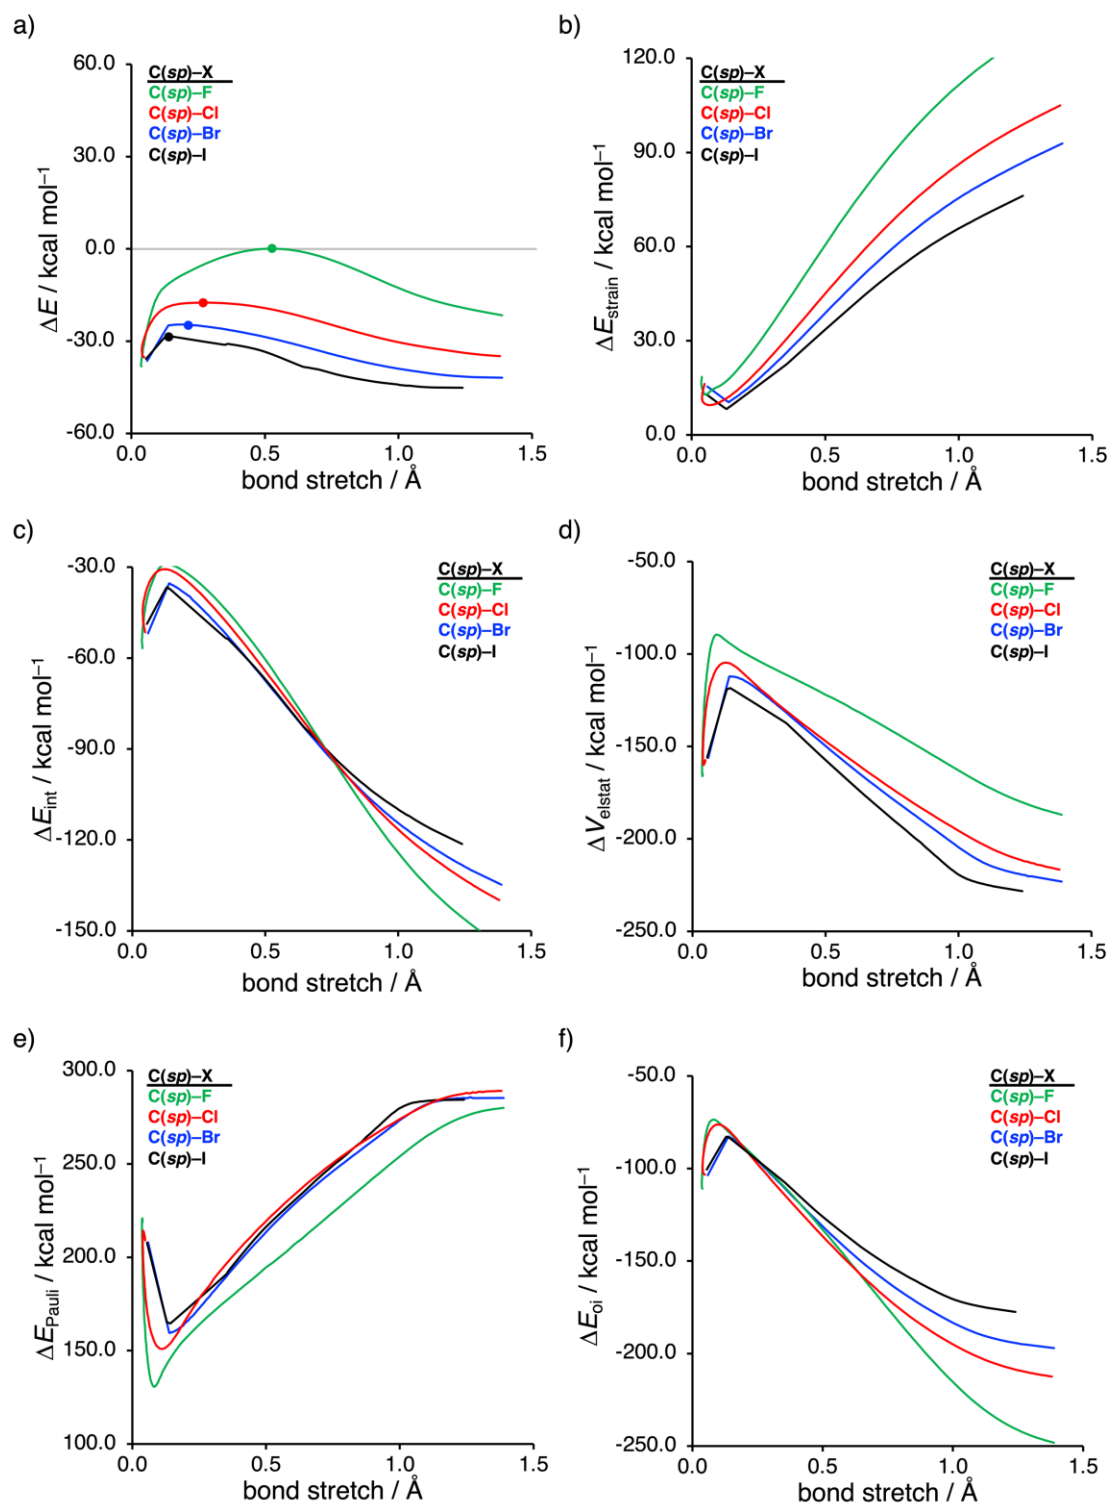 a)
60.0
30.0
0.0
-30.0
-60.0
ΔE / kcal mol⁻¹
C(sp)–X
C(sp)–F
C(sp)–Cl
C(sp)–Br
C(sp)–I
0.0 0.5 1.0 1.5
bond stretch / Å
b)
120.0
90.0
60.0
30.0
0.0
ΔE_strain / kcal mol⁻¹
C(sp)–X
C(sp)–F
C(sp)–Cl
C(sp)–Br
C(sp)–I
0.0 0.5 1.0 1.5
bond stretch / Å
c)
-30.0
-60.0
-90.0
-120.0
-150.0
ΔE_int / kcal mol⁻¹
C(sp)–X
C(sp)–F
C(sp)–Cl
C(sp)–Br
C(sp)–I
0.0 0.5 1.0 1.5
bond stretch / Å
d)
-50.0
-100.0
-150.0
-200.0
-250.0
ΔV_elstat / kcal mol⁻¹
C(sp)–X
C(sp)–F
C(sp)–Cl
C(sp)–Br
C(sp)–I
0.0 0.5 1.0 1.5
bond stretch / Å
e)
300.0
250.0
200.0
150.0
100.0
ΔE_Pauli / kcal mol⁻¹
C(sp)–X
C(sp)–F
C(sp)–Cl
C(sp)–Br
C(sp)–I
0.0 0.5 1.0 1.5
bond stretch / Å
f)
-50.0
-100.0
-150.0
-200.0
-250.0
ΔE_oi / kcal mol⁻¹
C(sp)–X
C(sp)–F
C(sp)–Cl
C(sp)–Br
C(sp)–I
0.0 0.5 1.0 1.5
bond stretch / Å